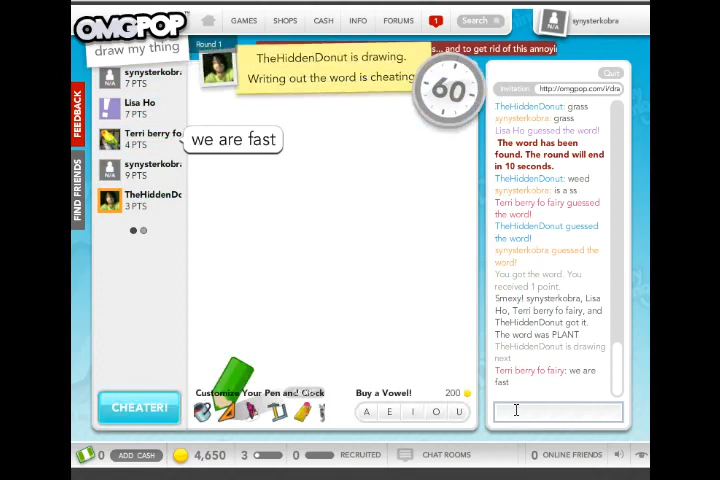 OMGPOP
draw my thing
GAMES
SHOPS
CASH
INFO
FORUMS
1
Search
N/A
synysterkobra
Round 1
s... and to get rid of this annoyin
TheHiddenDonut is drawing.
Writing out the word is cheating
60
FEEDBACK
FIND FRIENDS
N/A
synysterkobra
7 PTS
Lisa Ho
7 PTS
Terri berry fo
4 PTS
N/A
synysterkobra
9 PTS
TheHiddenDo
3 PTS
we are fast
CHEATER!
Customize Your Pen and Clock
Buy a Vowel!
200
A E I O U
Quit
Invitation
http://omgpop.com/i/dra
TheHiddenDonut: grass
synysterkobra: grass
Lisa Ho guessed the word!
The word has been
found. The round will end
in 10 seconds.
TheHiddenDonut: weed
synysterkobra: is a ss
Terri berry fo fairy guessed
the word!
TheHiddenDonut guessed
the word!
synysterkobra guessed the
word!
You got the word. You
received 1 point.
Smexy! synysterkobra, Lisa
Ho, Terri berry fo fairy, and
TheHiddenDonut got it.
The word was PLANT
TheHiddenDonut is drawing
next
Terri berry fo fairy: we are
fast
0
ADD CASH
4,650
3
0
RECRUITED
CHAT ROOMS
0 ONLINE FRIENDS